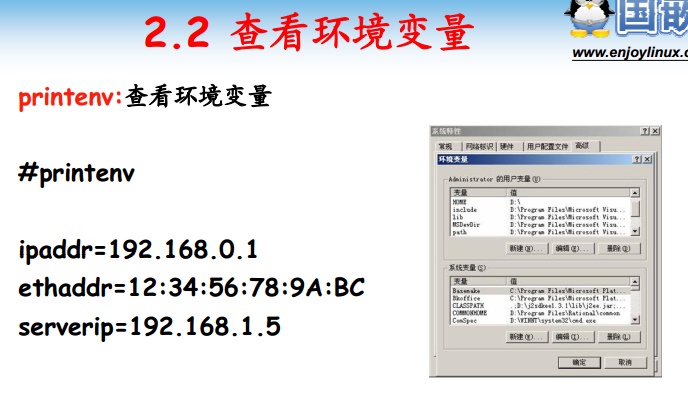 2.2 查看环境变量
国嵌
www.enjoylinux.c
printenv:查看环境变量
#printenv
ipaddr=192.168.0.1
ethaddr=12:34:56:78:9A:BC
serverip=192.168.1.5
系统特性
常规 网络标识 硬件 用户配置文件 高级
环境变量
Administrator 的用户变量(U)
变量 值
HOME D:\
include D:\Program Files\Microsoft Visu...
lib D:\Program Files\Microsoft Visu...
MSDevDir D:\Program Files\Microsoft Visu...
path D:\Program Files\Microsoft Visu...
新建(N)... 编辑(E)... 删除(D)
系统变量(S)
变量 值
Basemake C:\Program Files\Microsoft Plat...
Bkoffice C:\Program Files\Microsoft Plat...
CLASSPATH .;D:\j2sdkee1.3.1\lib\j2ee.jar;...
COMMONHOME D:\Program Files\Rational\common
ComSpec D:\WINNT\system32\cmd.exe
新建(W)... 编辑(I)... 删除(L)
确定 取消